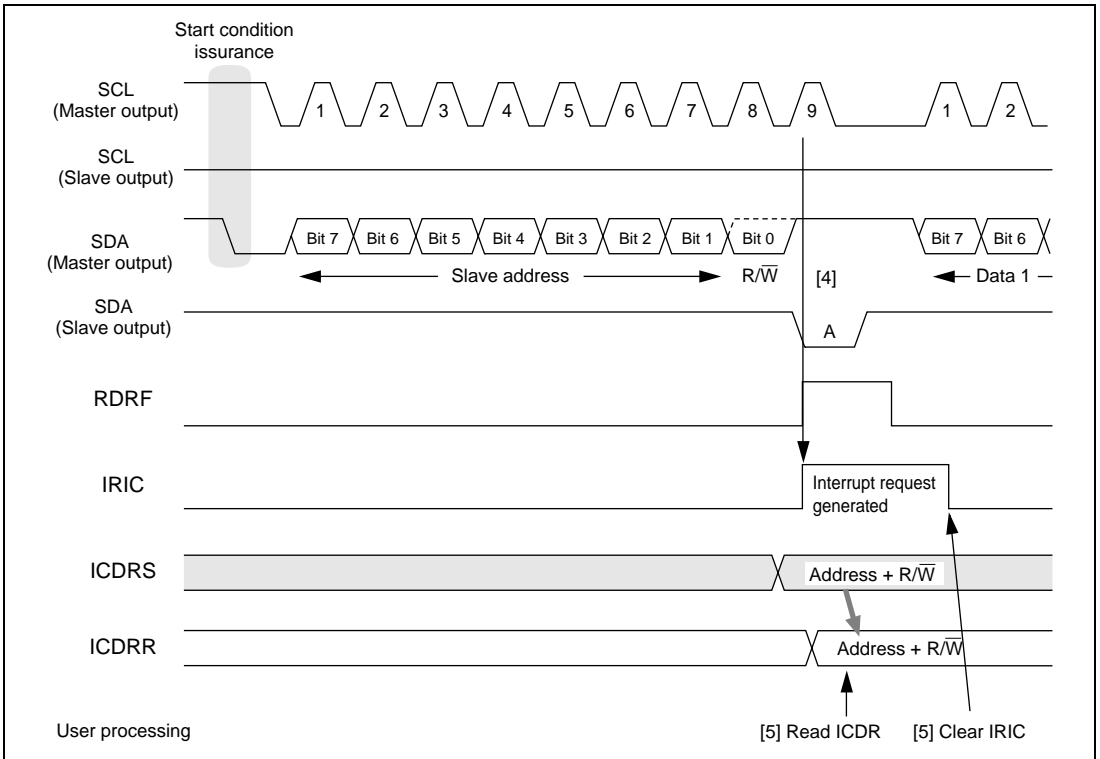 Start condition
issurance
SCL
(Master output)
1 2 3 4 5 6 7 8 9 1 2
SCL
(Slave output)
SDA
(Master output)
Bit 7 Bit 6 Bit 5 Bit 4 Bit 3 Bit 2 Bit 1 Bit 0 Bit 7 Bit 6
Slave address R/W̅ [4] Data 1
SDA
(Slave output)
A
RDRF
IRIC
Interrupt request
generated
ICDRS
Address + R/W̅
ICDRR
Address + R/W̅
User processing
[5] Read ICDR [5] Clear IRIC